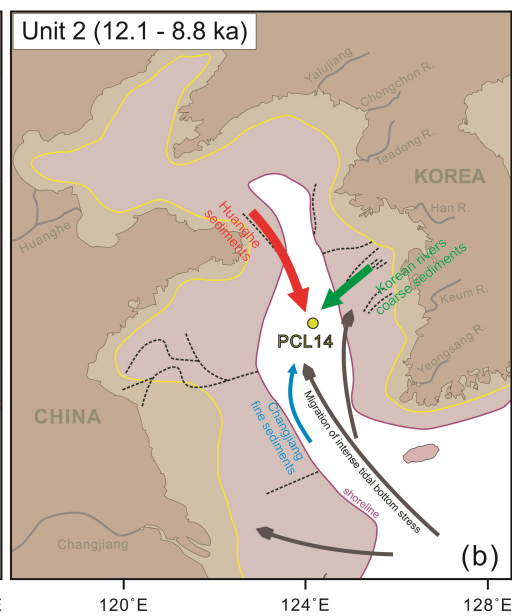 Unit 2 (12.1 - 8.8 ka)
Yalujiang
Chongchon R.
Teadong R.
KOREA
Han R.
Huanghe
Huanghe
sediments
Korean rivers
coarse sediments
Keum R.
PCL14
Yeongsang R.
CHINA
Changjiang
fine sediments
Migration of intense tidal bottom stress
shoreline
Changjiang
(b)
E
120°E
124°E
128°E